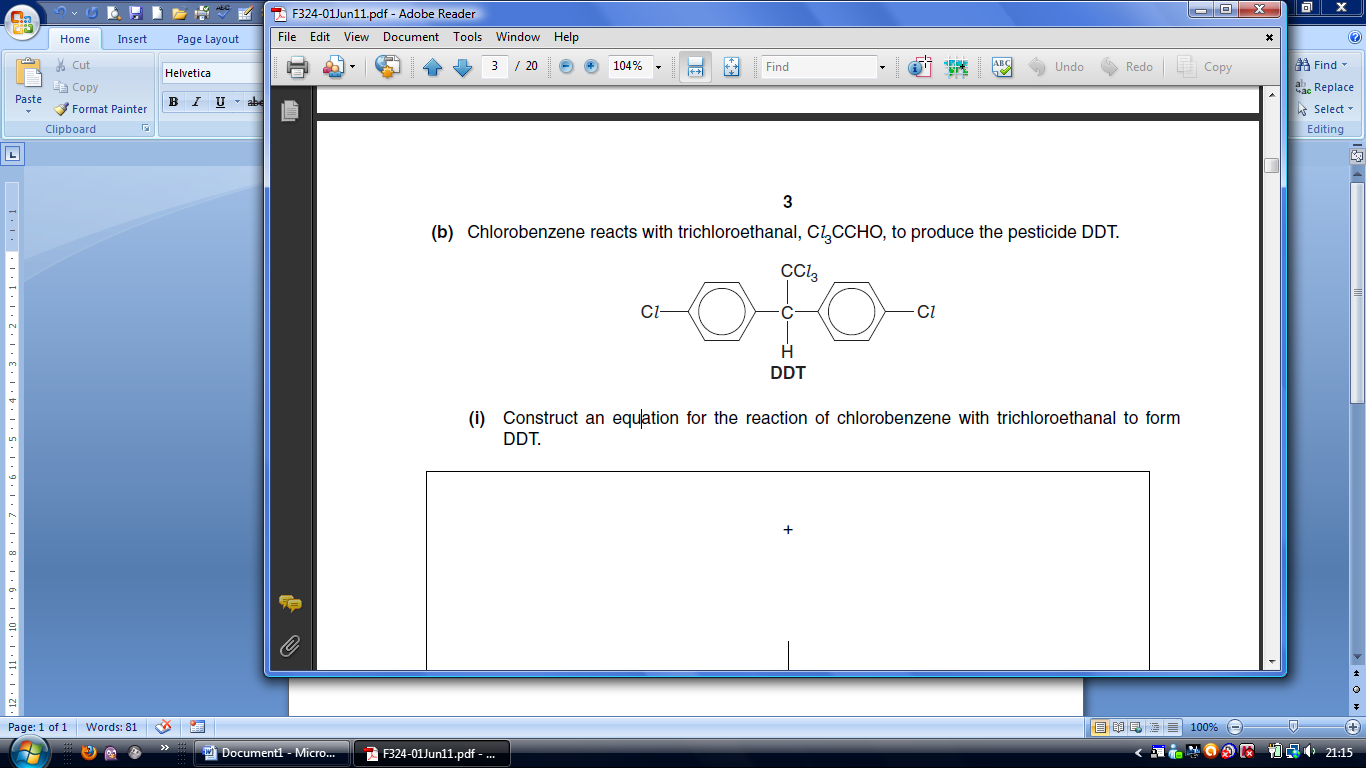 F324-01Jun11.pdf - Adobe Reader
Home Insert Page Layout
File Edit View Document Tools Window Help
Cut
Copy
Format Painter
Paste
Clipboard
Helvetica
B I U abc
3 / 20 104% Find Undo Redo Copy
Find
Replace
Select
Editing
3
(b) Chlorobenzene reacts with trichloroethanal, Cl3CCHO, to produce the pesticide DDT.
CCl3
Cl C Cl
H
DDT
(i) Construct an equation for the reaction of chlorobenzene with trichloroethanal to form
DDT.
+
Page: 1 of 1 Words: 81 100%
Document1 - Micro... F324-01Jun11.pdf - ... 21:15